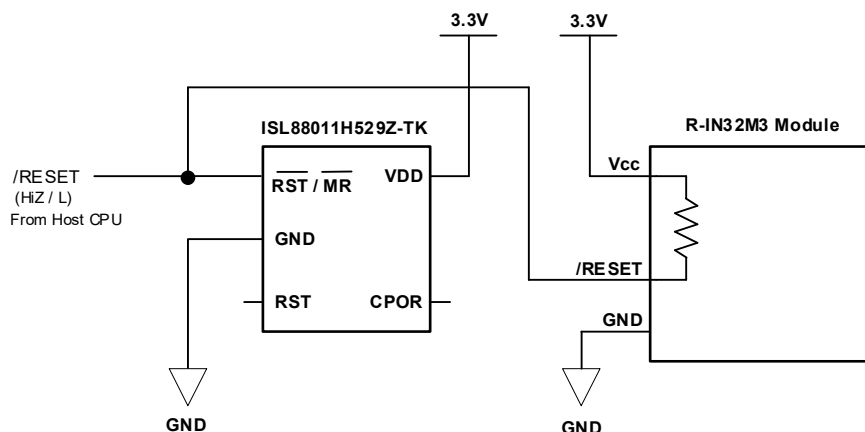 3.3V
3.3V
ISL88011H529Z-TK
R-IN32M3 Module
/RESET
(HiZ / L)
From Host CPU
RST / MR
VDD
GND
RST
CPOR
Vcc
/RESET
GND
GND
GND